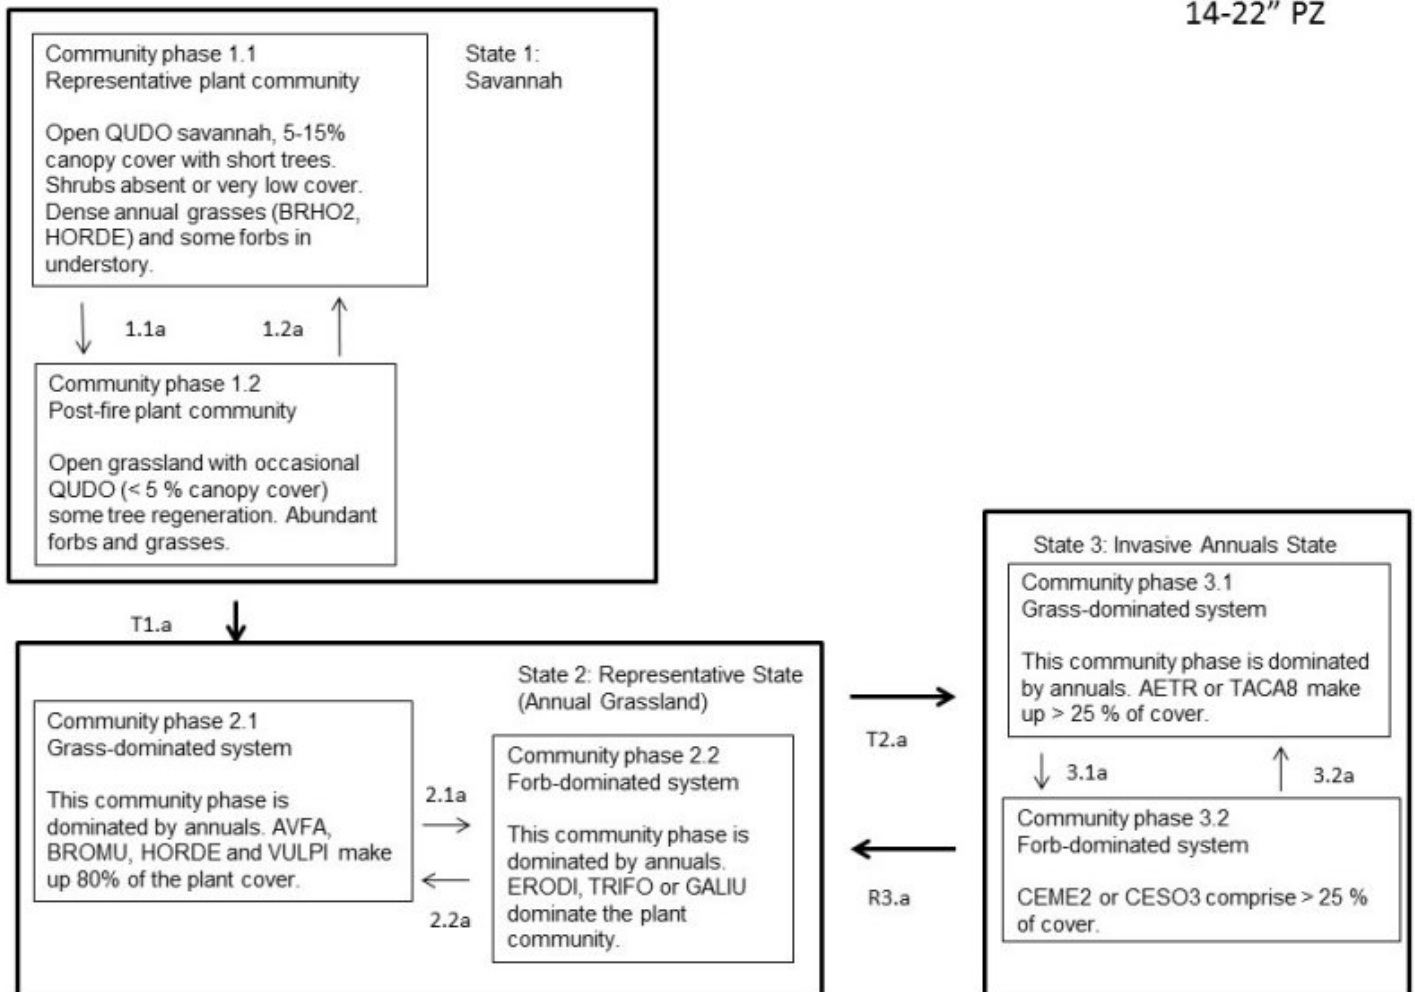 14-22" PZ
Community phase 1.1
Representative plant community
Open QUDO savannah, 5-15%
canopy cover with short trees.
Shrubs absent or very low cover.
Dense annual grasses (BRHO2,
HORDE) and some forbs in
understory.
State 1:
Savannah
1.1a
1.2a
Community phase 1.2
Post-fire plant community
Open grassland with occasional
QUDO (< 5 % canopy cover)
some tree regeneration. Abundant
forbs and grasses.
T1.a
State 2: Representative State
(Annual Grassland)
Community phase 2.1
Grass-dominated system
This community phase is
dominated by annuals. AVFA,
BROMU, HORDE and VULPI make
up 80% of the plant cover.
2.1a
2.2a
Community phase 2.2
Forb-dominated system
This community phase is
dominated by annuals.
ERODI, TRIFO or GALIU
dominate the plant
community.
T2.a
R3.a
State 3: Invasive Annuals State
Community phase 3.1
Grass-dominated system
This community phase is dominated
by annuals. AETR or TACA8 make
up > 25 % of cover.
3.1a
3.2a
Community phase 3.2
Forb-dominated system
CEME2 or CESO3 comprise > 25 %
of cover.